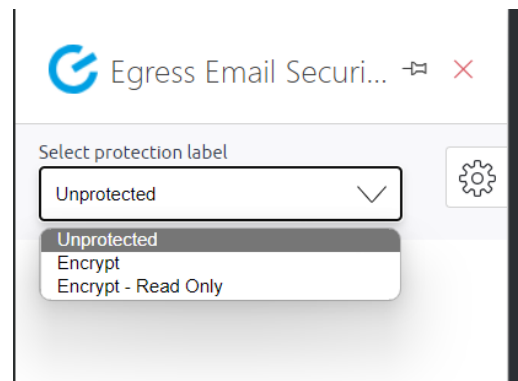 Egress Email Securi...
Select protection label
Unprotected
Unprotected
Encrypt
Encrypt - Read Only